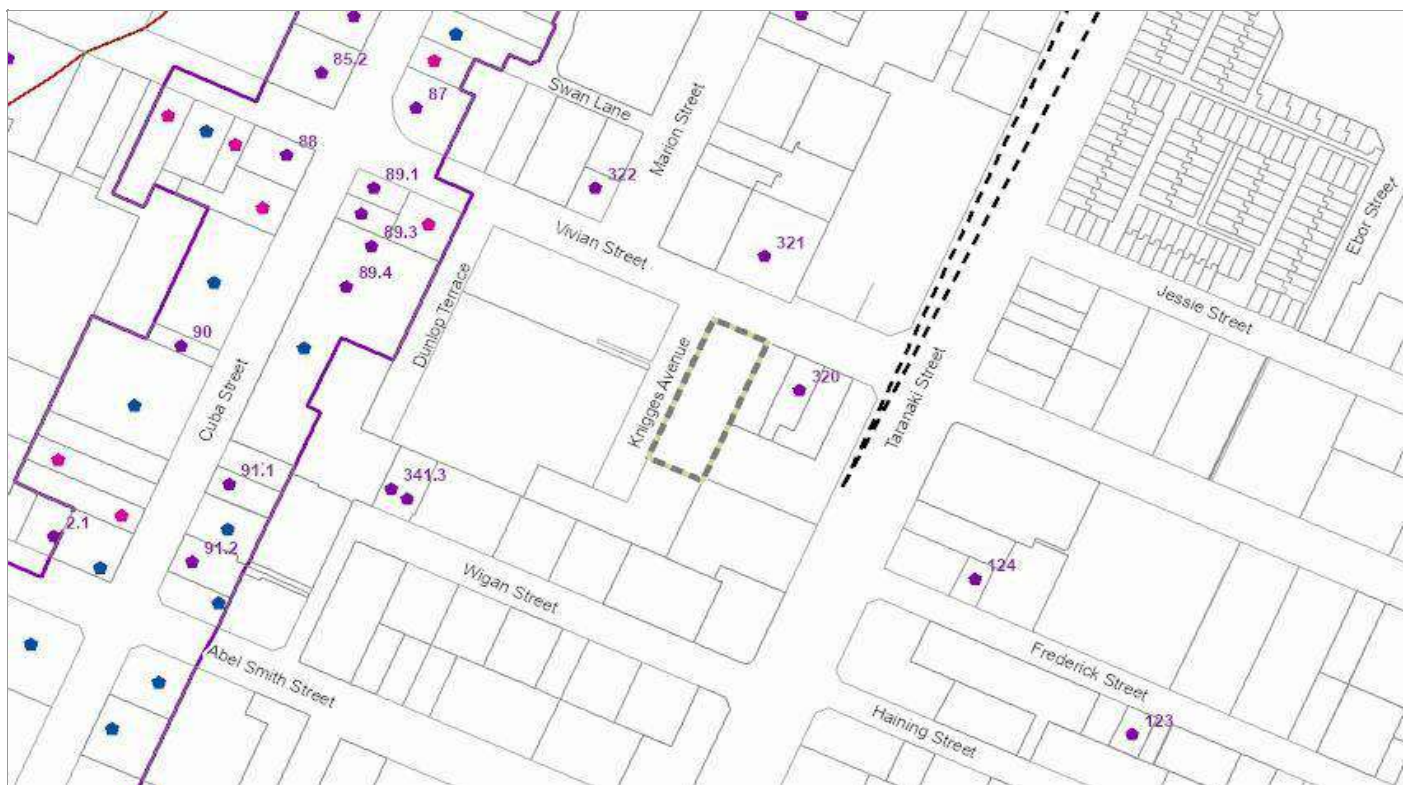 85.2
87
Swan Lane
Marion Street
88
89.1
322
89.3
Vivian Street
321
Ebor Street
89.4
Dunlop Terrace
Jessie Street
90
Cuba Street
Knigges Avenue
320
Taranaki Street
91.1
341.3
2.1
91.2
Wigan Street
124
Abel Smith Street
Frederick Street
Haining Street
123